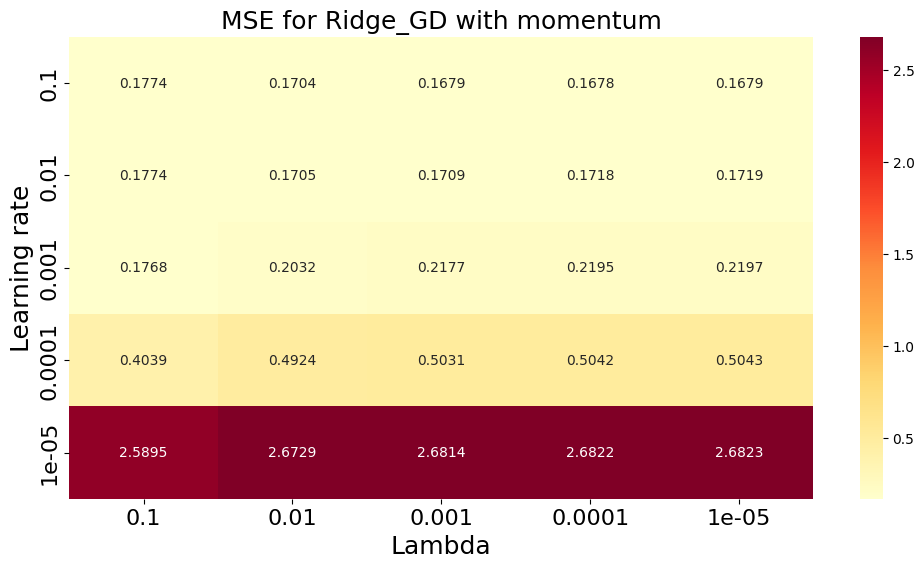 MSE for Ridge_GD with momentum
Learning rate
0.1 0.1774 0.1704 0.1679 0.1678 0.1679
0.01 0.1774 0.1705 0.1709 0.1718 0.1719
0.001 0.1768 0.2032 0.2177 0.2195 0.2197
0.0001 0.4039 0.4924 0.5031 0.5042 0.5043
1e-05 2.5895 2.6729 2.6814 2.6822 2.6823
0.1 0.01 0.001 0.0001 1e-05
Lambda
2.5
2.0
1.5
1.0
0.5